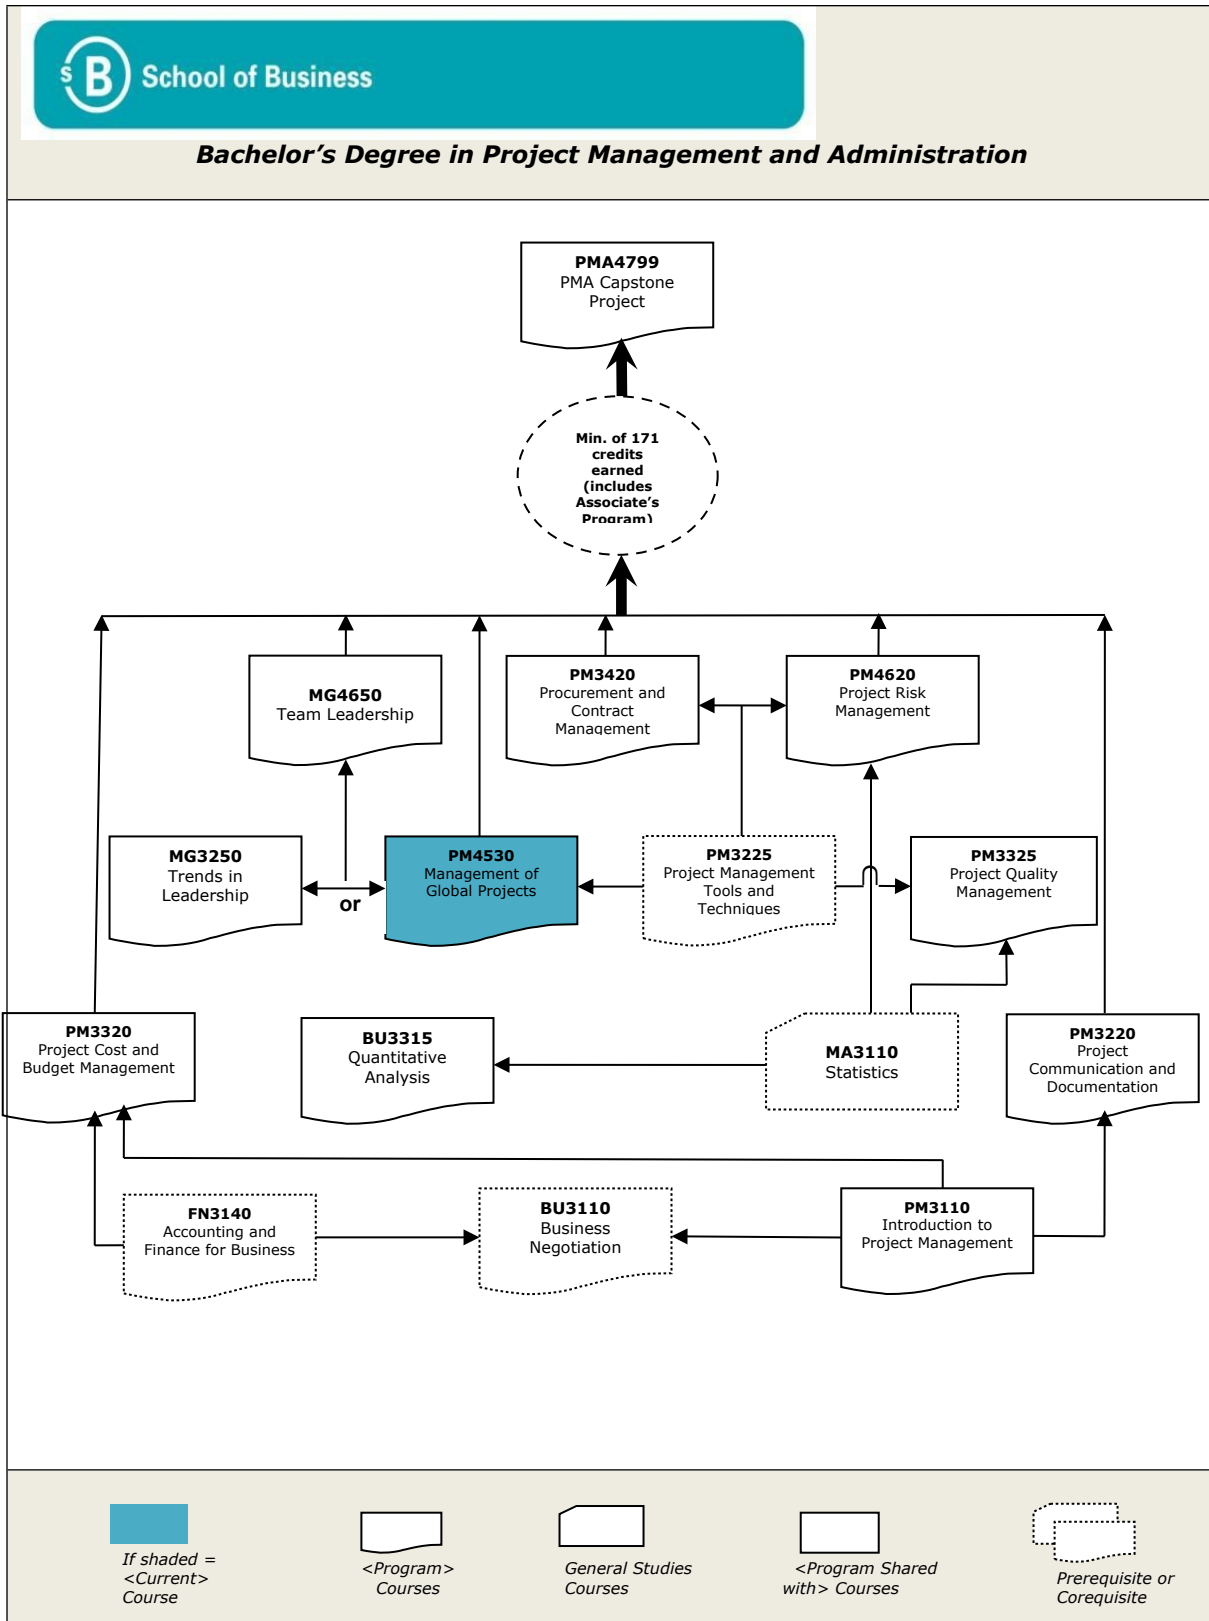 s B School of Business
Bachelor's Degree in Project Management and Administration
PMA4799
PMA Capstone
Project
Min. of 171
credits
earned
(includes
Associate's
Program)
MG4650
Team Leadership
PM3420
Procurement and
Contract
Management
PM4620
Project Risk
Management
MG3250
Trends in
Leadership
or
PM4530
Management of
Global Projects
PM3225
Project Management
Tools and
Techniques
PM3325
Project Quality
Management
PM3320
Project Cost and
Budget Management
BU3315
Quantitative
Analysis
MA3110
Statistics
PM3220
Project
Communication and
Documentation
FN3140
Accounting and
Finance for Business
BU3110
Business
Negotiation
PM3110
Introduction to
Project Management
If shaded =
<Current>
Course
<Program>
Courses
General Studies
Courses
<Program Shared
with> Courses
Prerequisite or
Corequisite